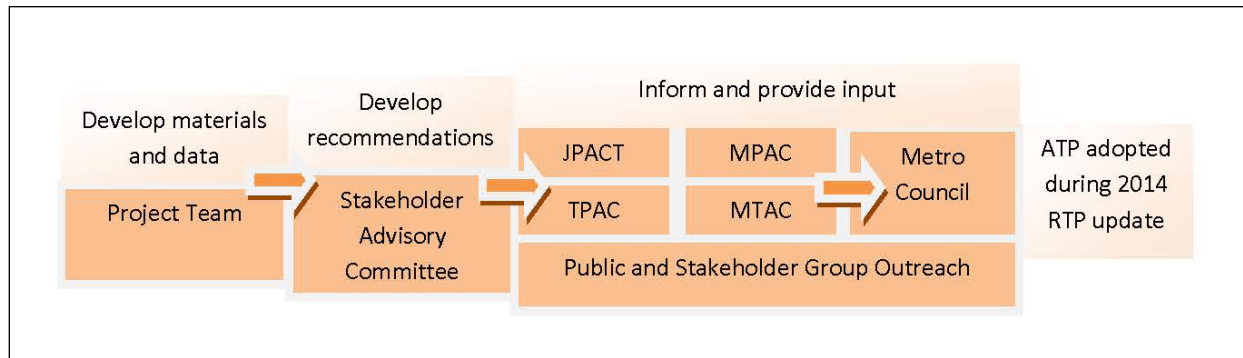 Develop materials
and data
Project Team
Develop
recommendations
Stakeholder
Advisory
Committee
Inform and provide input
JPACT
MPAC
Metro
Council
TPAC
MTAC
Public and Stakeholder Group Outreach
ATP adopted
during 2014
RTP update